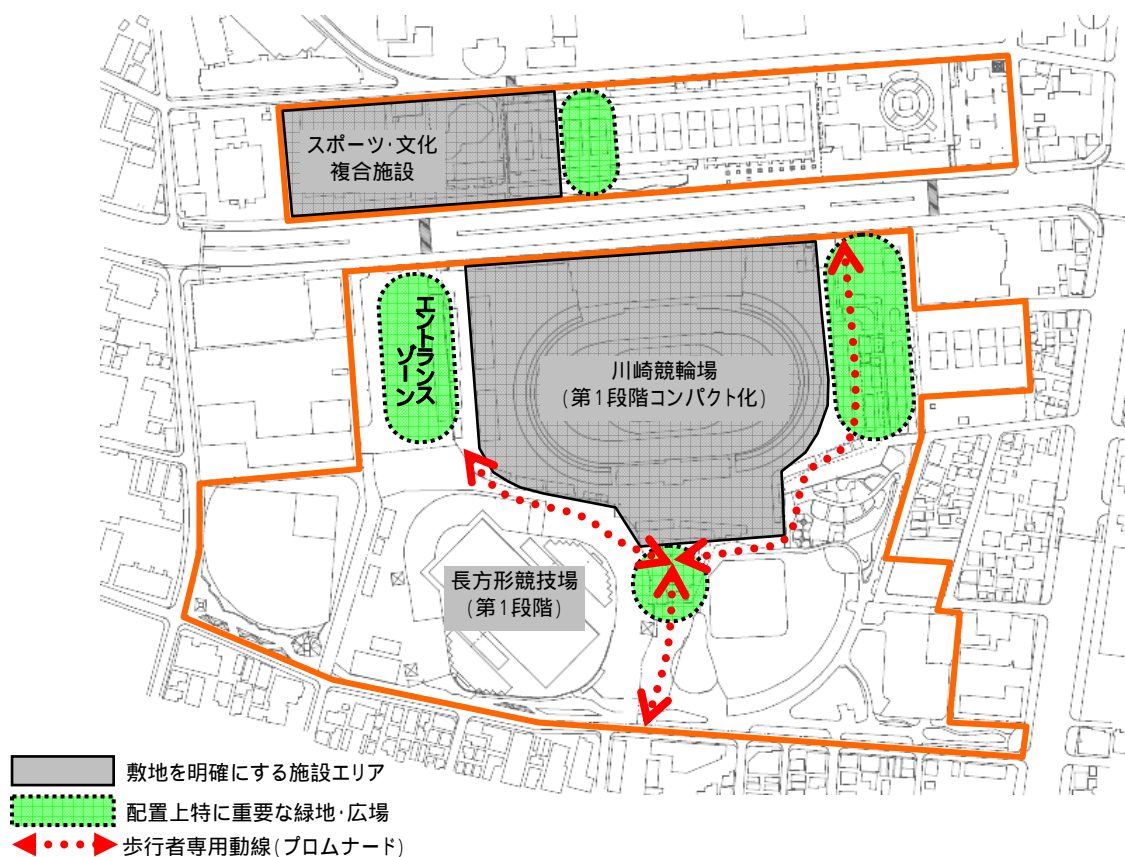 スポーツ・文化
複合施設
エントランス
ゾーン
川崎競輪場
(第1段階コンパクト化)
長方形競技場
(第1段階)
敷地を明確にする施設エリア
配置上特に重要な緑地・広場
歩行者専用動線(プロムナード)